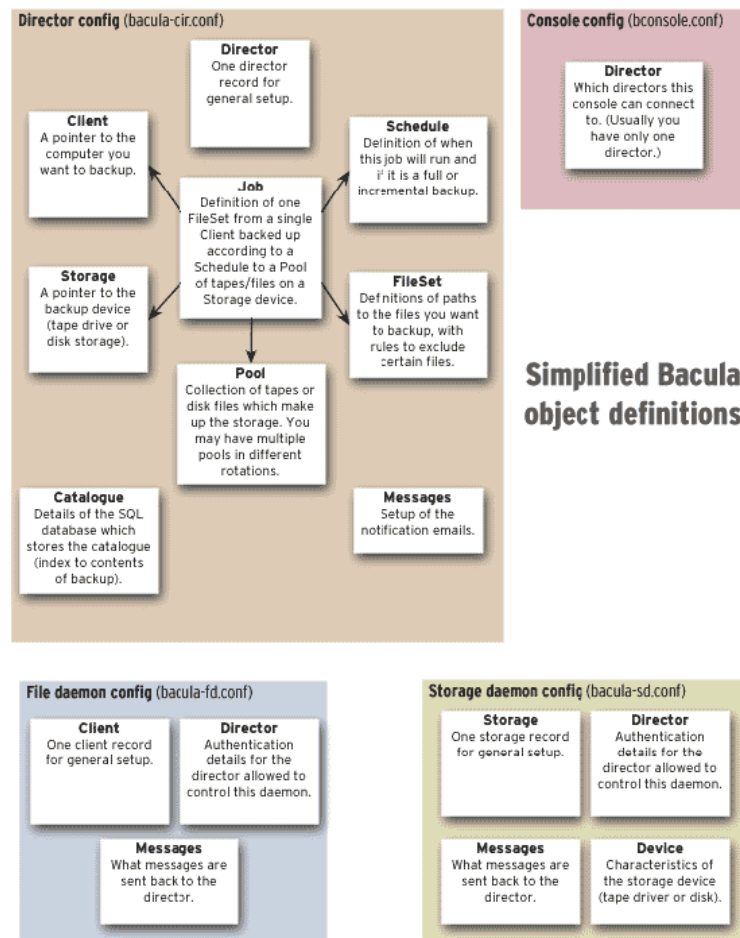 Director config (bacula-cir.conf)
Director
One director
record for
general setup.
Client
A pointer to the
computer you
want to backup.
Schedule
Definition of when
this job will run and
if it is a full or
incremental backup.
Job
Definition of one
FileSet from a single
Client backed up
according to a
Schedule to a Pool
of tapes/files on a
Storage device.
Storage
A pointer to the
backup device
(tape drive or
disk storage).
FileSet
Definitions of paths
to the files you want
to backup, with
rules to exclude
certain files.
Pool
Collection of tapes or
disk files which make
up the storage. You
may have multiple
pools in different
rotations.
Catalogue
Details of the SQL
database which
stores the catalogue
(index to contents
of backup).
Messages
Setup of the
notification emails.
Console config (bconsole.conf)
Director
Which directors this
console can connect
to. (Usually you
have only one
director.)
Simplified Bacula
object definitions
File daemon config (bacula-fd.conf)
Client
One client record
for general setup.
Director
Authentication
details for the
director allowed to
control this daemon.
Messages
What messages are
sent back to the
director.
Storage daemon config (bacula-sd.conf)
Storage
One storage record
for general setup.
Director
Authentication
details for the
director allowed to
control this daemon.
Messages
What messages are
sent back to the
director.
Device
Characteristics of
the storage device
(tape driver or disk).